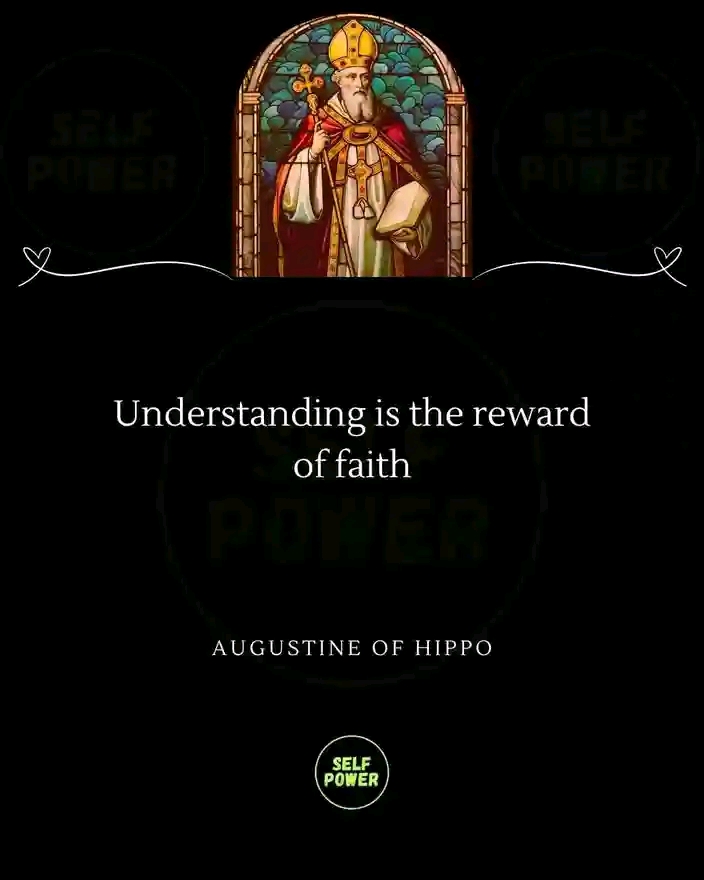 SELF
POWER
SELF
POWER
Understanding is the reward
of faith
SELF
POWER
AUGUSTINE OF HIPPO
SELF
POWER